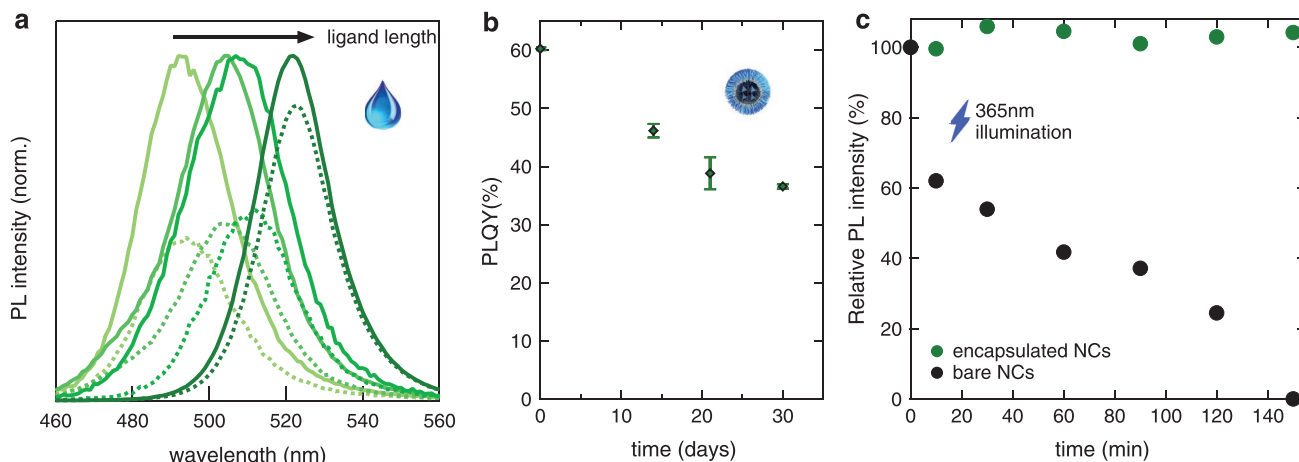 a
ligand length
PL intensity (norm.)
460 480 500 520 540 560
wavelength (nm)
b
60
50
40
30
20
10
0
PLQY(%)
0 10 20 30
time (days)
c
100
80
60
40
20
0
Relative PL intensity (%)
365nm
illumination
encapsulated NCs
bare NCs
0 20 40 60 80 100 120 140
time (min)